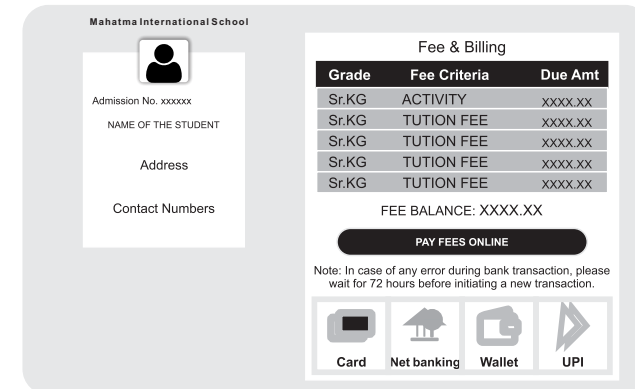 Mahatma International School
Admission No. xxxxxx
NAME OF THE STUDENT
Address
Contact Numbers
Fee & Billing
Grade Fee Criteria Due Amt
Sr.KG ACTIVITY XXXX.XX
Sr.KG TUTION FEE XXXX.XX
Sr.KG TUTION FEE XXXX.XX
Sr.KG TUTION FEE XXXX.XX
Sr.KG TUTION FEE XXXX.XX
FEE BALANCE: XXXX.XX
PAY FEES ONLINE
Note: In case of any error during bank transaction, please
wait for 72 hours before initiating a new transaction.
Card Net banking Wallet UPI